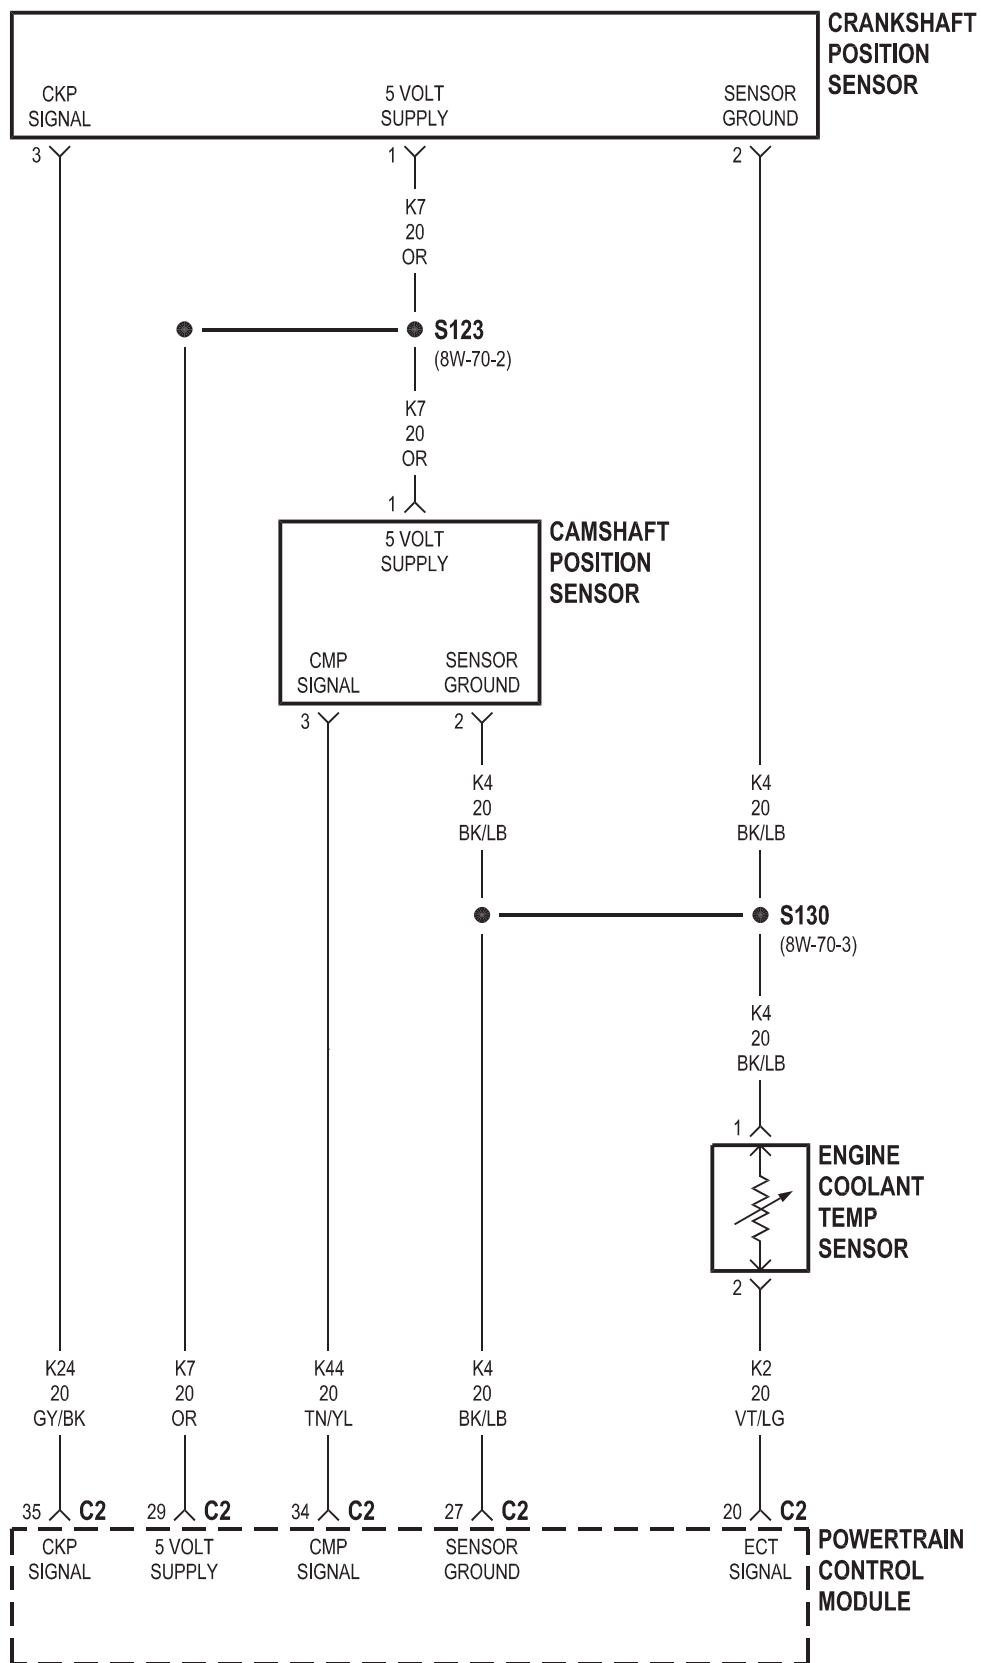 CRANKSHAFT
POSITION
SENSOR
CKP
SIGNAL
5 VOLT
SUPPLY
SENSOR
GROUND
3
1
2
K7
20
OR
S123
(8W-70-2)
K7
20
OR
1
CAMSHAFT
POSITION
SENSOR
5 VOLT
SUPPLY
CMP
SIGNAL
SENSOR
GROUND
3
2
K4
20
BK/LB
K4
20
BK/LB
S130
(8W-70-3)
K4
20
BK/LB
1
ENGINE
COOLANT
TEMP
SENSOR
2
K24
20
GY/BK
K7
20
OR
K44
20
TN/YL
K4
20
BK/LB
K2
20
VT/LG
35 C2
29 C2
34 C2
27 C2
20 C2
CKP
SIGNAL
5 VOLT
SUPPLY
CMP
SIGNAL
SENSOR
GROUND
ECT
SIGNAL
POWERTRAIN
CONTROL
MODULE